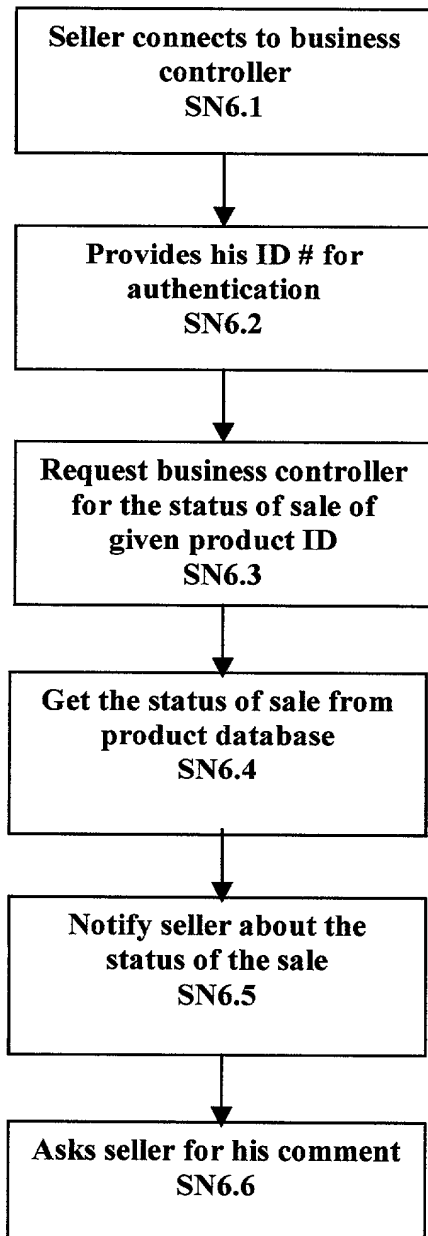 Seller connects to business
controller
SN6.1
Provides his ID # for
authentication
SN6.2
Request business controller
for the status of sale of
given product ID
SN6.3
Get the status of sale from
product database
SN6.4
Notify seller about the
status of the sale
SN6.5
Asks seller for his comment
SN6.6